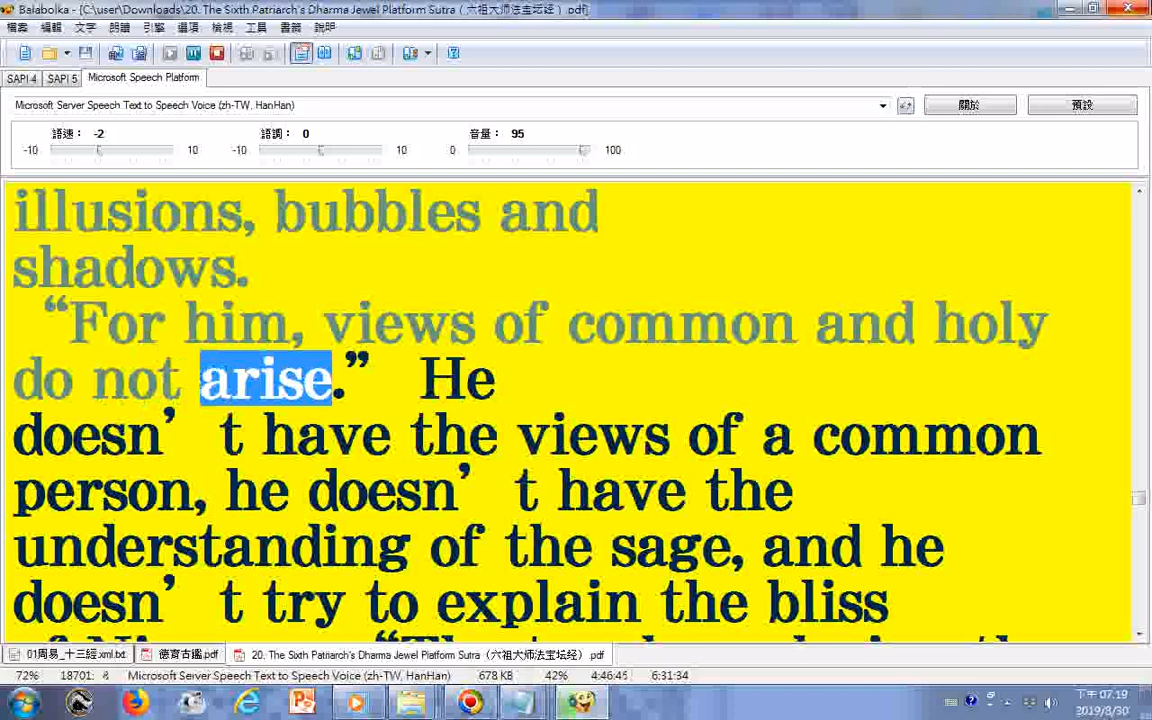 Balabolka - [C:\user\Downloads\20. The Sixth Patriarch's Dharma Jewel Platform Sutra（六祖大师法宝坛经）.pdf]
檔案 編輯 文字 朗讀 引擎 選項 檢視 工具 書籤 說明
SAPI 4 SAPI 5 Microsoft Speech Platform
Microsoft Server Speech Text to Speech Voice (zh-TW, HanHan) 關於 預設
語速： -2 語調： 0 音量： 95
-10 10 -10 10 0 100
illusions, bubbles and
shadows.
“For him, views of common and holy
do not arise.” He
doesn’t have the views of a common
person, he doesn’t have the
understanding of the sage, and he
doesn’t try to explain the bliss
01周易_十三經.xml.txt 德育古鑑.pdf 20. The Sixth Patriarch's Dharma Jewel Platform Sutra（六祖大师法宝坛经）.pdf
72% 18701: Microsoft Server Speech Text to Speech Voice (zh-TW, HanHan) 678 KB 42% 4:46:45 6:31:34
下午 07:19
2019/8/30